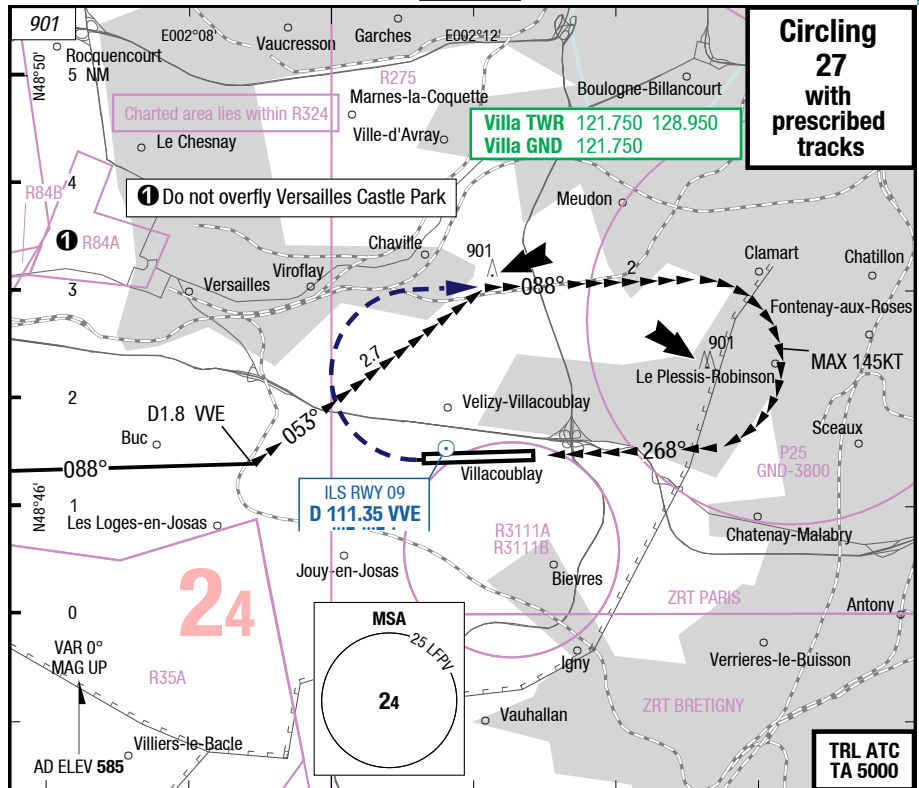 901
E002°08'
Vaucresson
Garches
E002°12'
Rocquencourt
NM
5
N48°50'
R275
Marnes-la-Coquette
Boulogne-Billancourt
Circling
27
with
prescribed
tracks
Charted area lies within R324
Le Chesnay
Ville-d'Avray
Villa TWR 121.750 128.950
Villa GND 121.750
4
R84B
1 Do not overfly Versailles Castle Park
Meudon
1 R84A
Chaville
901
Clamart
Chatillon
Viroflay
Versailles
3
088°
2
Fontenay-aux-Roses
2.7
901
MAX 145KT
Le Plessis-Robinson
2
D1.8 VVE
053°
Velizy-Villacoublay
Buc
Sceaux
088°
268°
P25
GND-3800
Villacoublay
ILS RWY 09
D 111.35 VVE
N48°46'
1
Les Loges-en-Josas
R3111A
R3111B
Chatenay-Malabry
Jouy-en-Josas
Bievres
24
ZRT PARIS
0
MSA
Antony
25 LFPV
VAR 0°
MAG UP
R35A
Igny
Verrieres-le-Buisson
24
ZRT BRETIGNY
Vauhallan
Villiers-le-Bacle
AD ELEV 585
TRL ATC
TA 5000